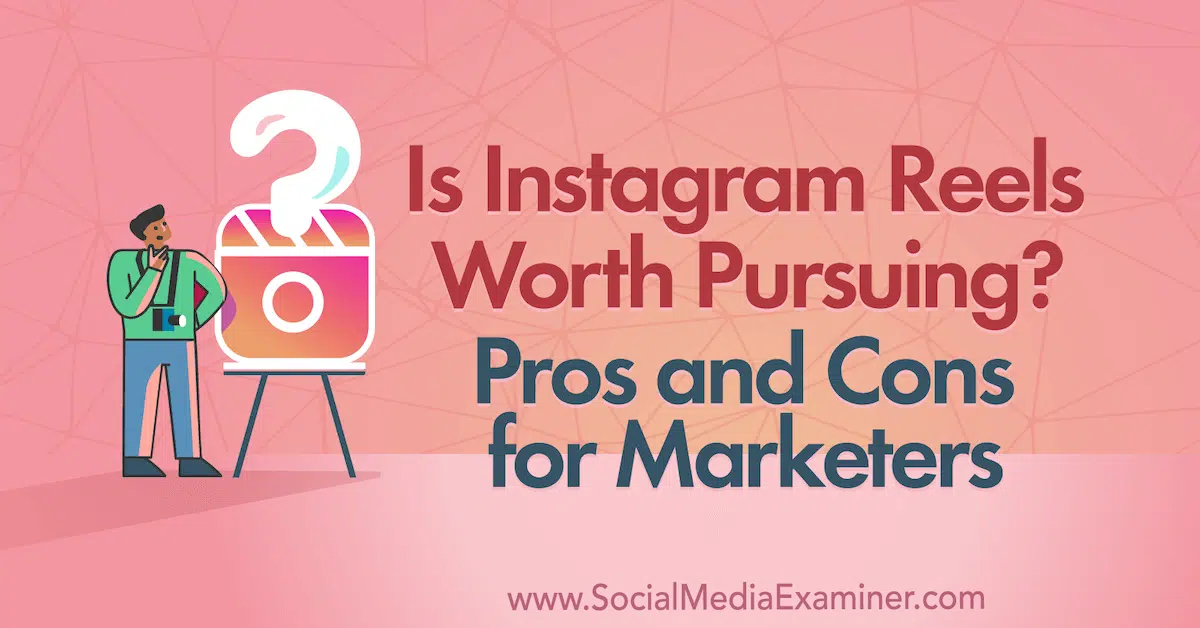 Is Instagram Reels
Worth Pursuing?
Pros and Cons
for Marketers
www.SocialMediaExaminer.com